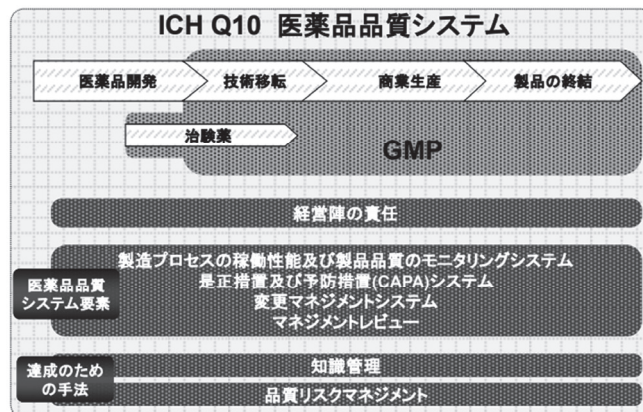 ICH Q10 医薬品品質システム
医薬品開発 技術移転 商業生産 製品の終結
治験薬
GMP
経営陣の責任
製造プロセスの稼働性能及び製品品質のモニタリングシステム
是正措置及び予防措置(CAPA)システム
変更マネジメントシステム
マネジメントレビュー
医薬品品質
システム要素
知識管理
品質リスクマネジメント
達成のため
の手法